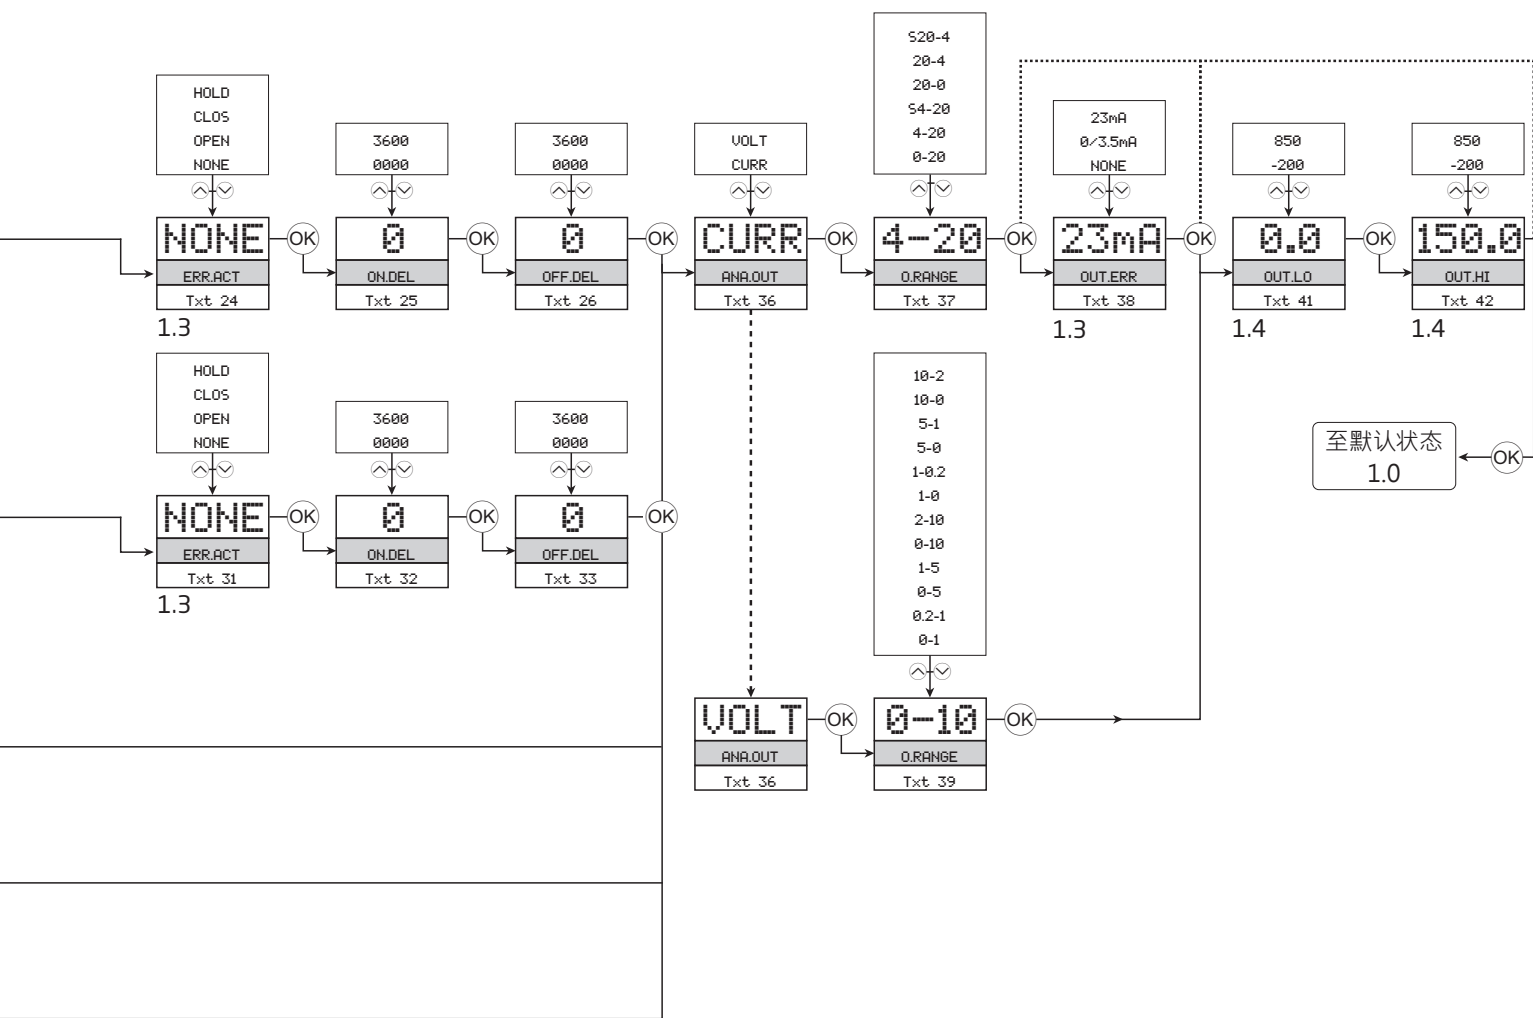 HOLD
CLOS
OPEN
NONE
NONE
ERR.ACT
Txt 24
1.3
OK
3600
0000
0
ON.DEL
Txt 25
OK
3600
0000
0
OFF.DEL
Txt 26
OK
VOLT
CURR
CURR
ANA.OUT
Txt 36
OK
S20-4
20-4
20-0
S4-20
4-20
0-20
4-20
O.RANGE
Txt 37
OK
23mA
0/3.5mA
NONE
23mA
OUT.ERR
Txt 38
1.3
OK
850
-200
0.0
OUT.LO
Txt 41
1.4
OK
850
-200
150.0
OUT.HI
Txt 42
1.4
HOLD
CLOS
OPEN
NONE
NONE
ERR.ACT
Txt 31
1.3
OK
3600
0000
0
ON.DEL
Txt 32
OK
3600
0000
0
OFF.DEL
Txt 33
OK
VOLT
ANA.OUT
Txt 36
OK
10-2
10-0
5-1
5-0
1-0.2
1-0
2-10
0-10
1-5
0-5
0.2-1
0-1
0-10
O.RANGE
Txt 39
OK
至默认状态
1.0
OK